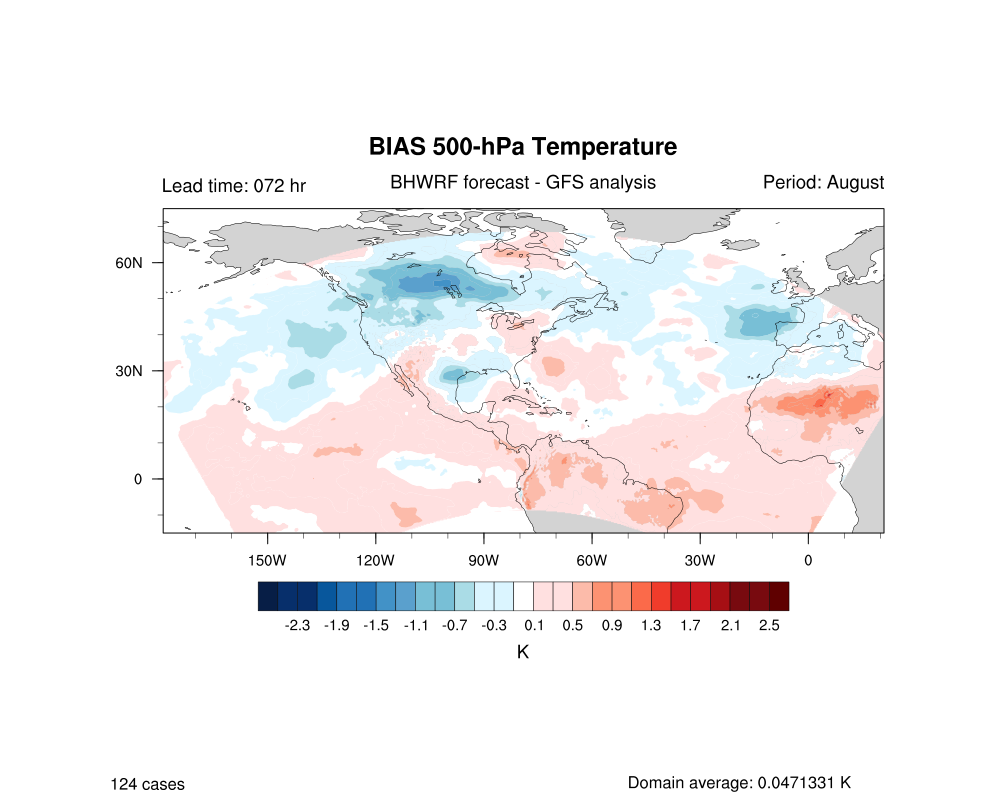 BIAS 500-hPa Temperature
Lead time: 072 hr BHWRF forecast - GFS analysis Period: August
60N
30N
0
150W 120W 90W 60W 30W 0
-2.3 -1.9 -1.5 -1.1 -0.7 -0.3 0.1 0.5 0.9 1.3 1.7 2.1 2.5
K
124 cases Domain average: 0.0471331 K